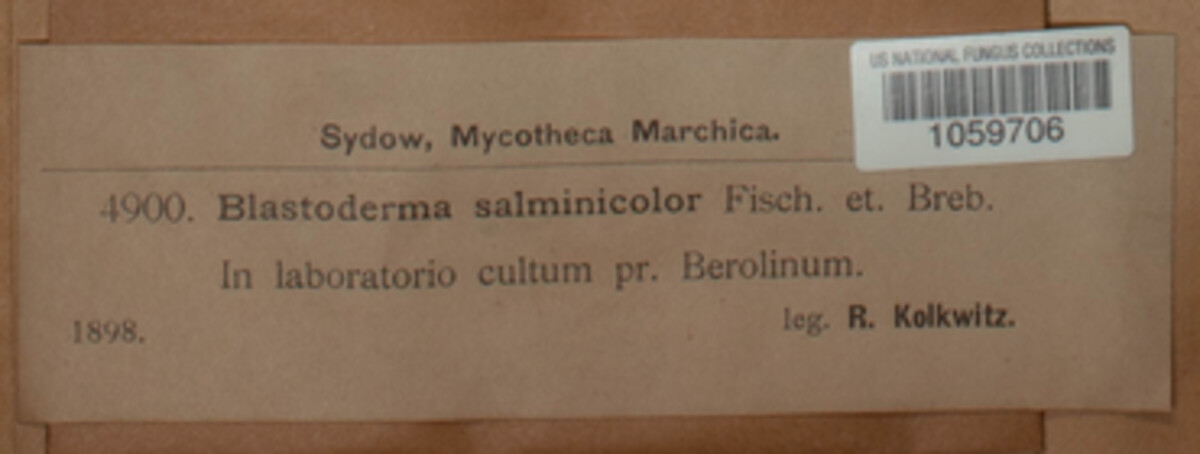 US NATIONAL FUNGUS COLLECTIONS
1059706
Sydow, Mycotheca Marchica.
4900. Blastoderma salminicolor Fisch. et. Breb.
In laboratorio cultum pr. Berolinum.
leg. R. Kolkwitz.
1898.